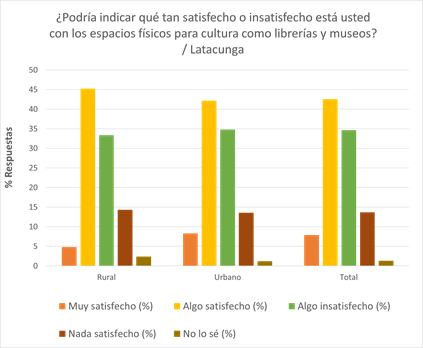 ¿Podría indicar qué tan satisfecho o insatisfecho está usted
con los espacios físicos para cultura como librerías y museos?
/ Latacunga
% Respuestas
50
45
40
35
30
25
20
15
10
5
0
Rural Urbano Total
Muy satisfecho (%) Algo satisfecho (%) Algo insatisfecho (%)
Nada satisfecho (%) No lo sé (%)